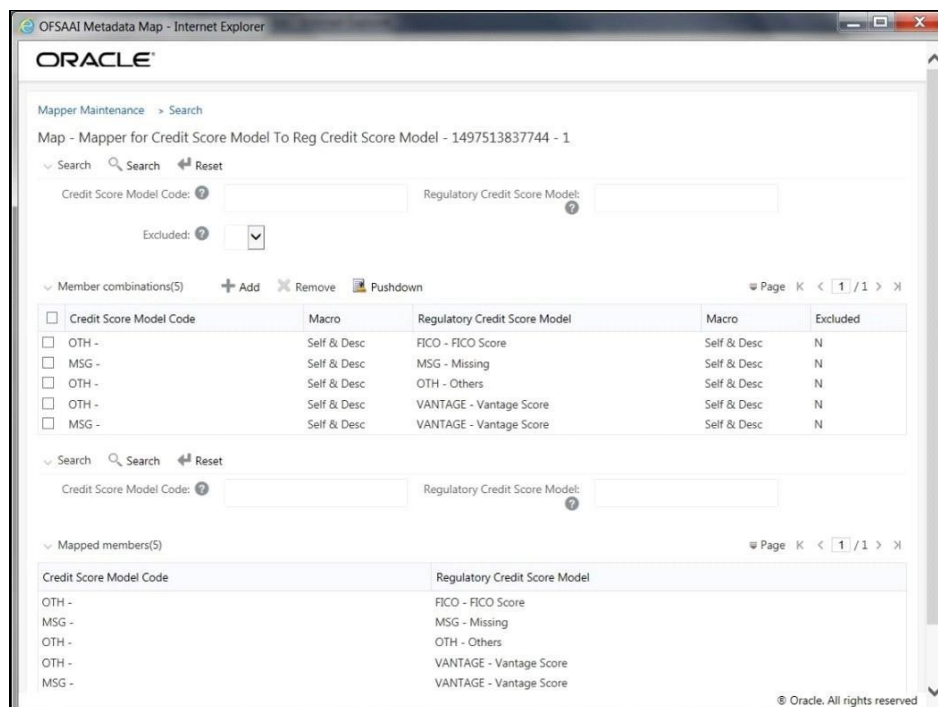 OFSAAI Metadata Map - Internet Explorer
ORACLE
Mapper Maintenance > Search
Map - Mapper for Credit Score Model To Reg Credit Score Model - 1497513837744 - 1
Search Search Reset
Credit Score Model Code: ? Regulatory Credit Score Model: ?
Excluded: ?
Member combinations(5) Add Remove Pushdown Page 1 / 1
Credit Score Model Code Macro Regulatory Credit Score Model Macro Excluded
OTH - Self & Desc FICO - FICO Score Self & Desc N
MSG - Self & Desc MSG - Missing Self & Desc N
OTH - Self & Desc OTH - Others Self & Desc N
OTH - Self & Desc VANTAGE - Vantage Score Self & Desc N
MSG - Self & Desc VANTAGE - Vantage Score Self & Desc N
Search Search Reset
Credit Score Model Code: ? Regulatory Credit Score Model: ?
Mapped members(5) Page 1 / 1
Credit Score Model Code Regulatory Credit Score Model
OTH - FICO - FICO Score
MSG - MSG - Missing
OTH - OTH - Others
OTH - VANTAGE - Vantage Score
MSG - VANTAGE - Vantage Score
® Oracle. All rights reserved